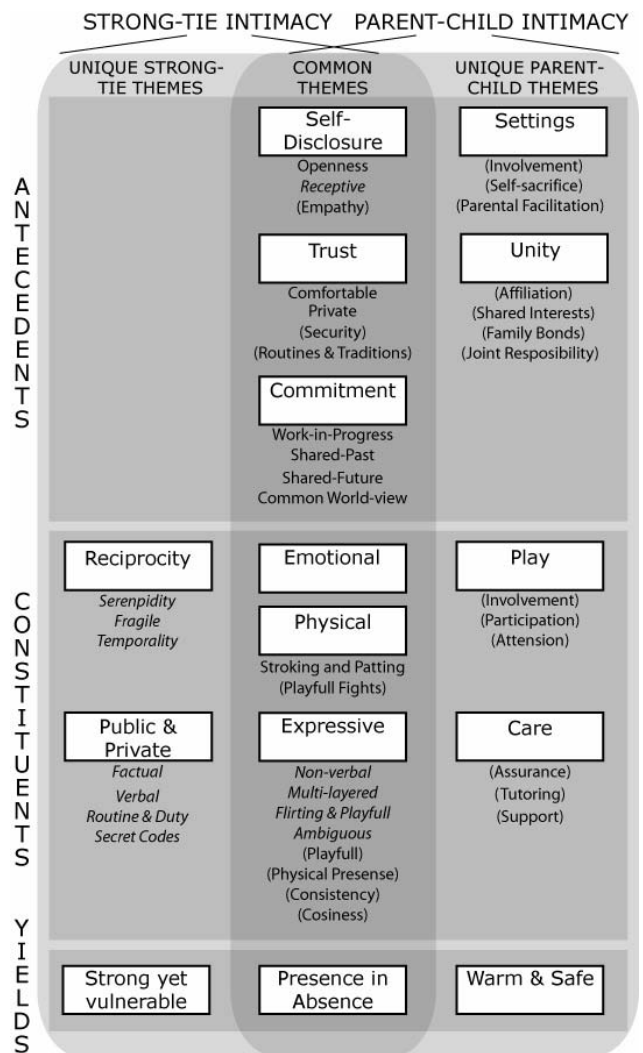 STRONG-TIE INTIMACY PARENT-CHILD INTIMACY
UNIQUE STRONG-
TIE THEMES
COMMON
THEMES
UNIQUE PARENT-
CHILD THEMES
ANTECEDENTS
Self-
Disclosure
Openness
Receptive
(Empathy)
Settings
(Involvement)
(Self-sacrifice)
(Parental Facilitation)
Trust
Comfortable
Private
(Security)
(Routines & Traditions)
Unity
(Affiliation)
(Shared Interests)
(Family Bonds)
(Joint Resposibility)
Commitment
Work-in-Progress
Shared-Past
Shared-Future
Common World-view
CONSTITUENTS
Reciprocity
Serenpidity
Fragile
Temporality
Emotional
Physical
Stroking and Patting
(Playfull Fights)
Play
(Involvement)
(Participation)
(Attension)
Public &
Private
Factual
Verbal
Routine & Duty
Secret Codes
Expressive
Non-verbal
Multi-layered
Flirting & Playfull
Ambiguous
(Playfull)
(Physical Presense)
(Consistency)
(Cosiness)
Care
(Assurance)
(Tutoring)
(Support)
YIELDS
Strong yet
vulnerable
Presence in
Absence
Warm & Safe